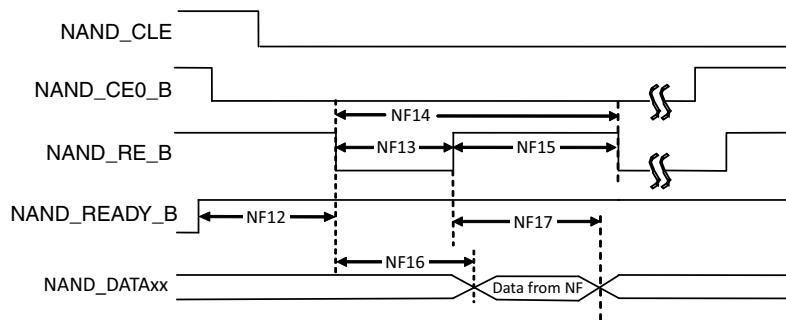 NAND_CLE
NAND_CE0_B
NF14
NAND_RE_B
NF13
NF15
NAND_READY_B
NF12
NF17
NF16
NAND_DATAxx
Data from NF